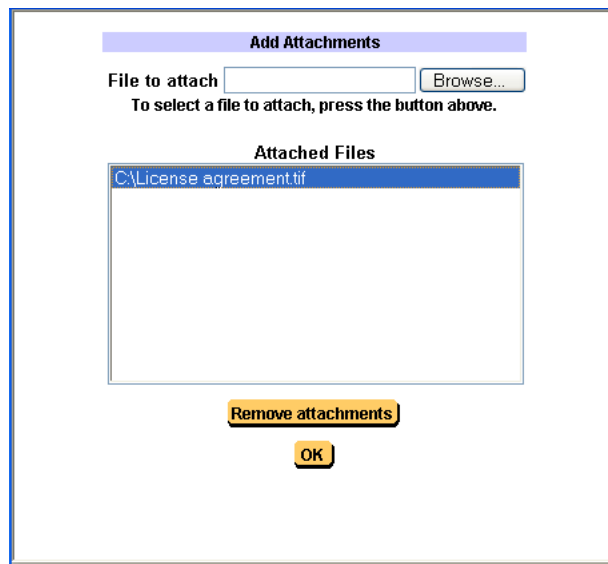 Add Attachments
File to attach Browse...
To select a file to attach, press the button above.
Attached Files
C:\License agreement.tif
Remove attachments
OK